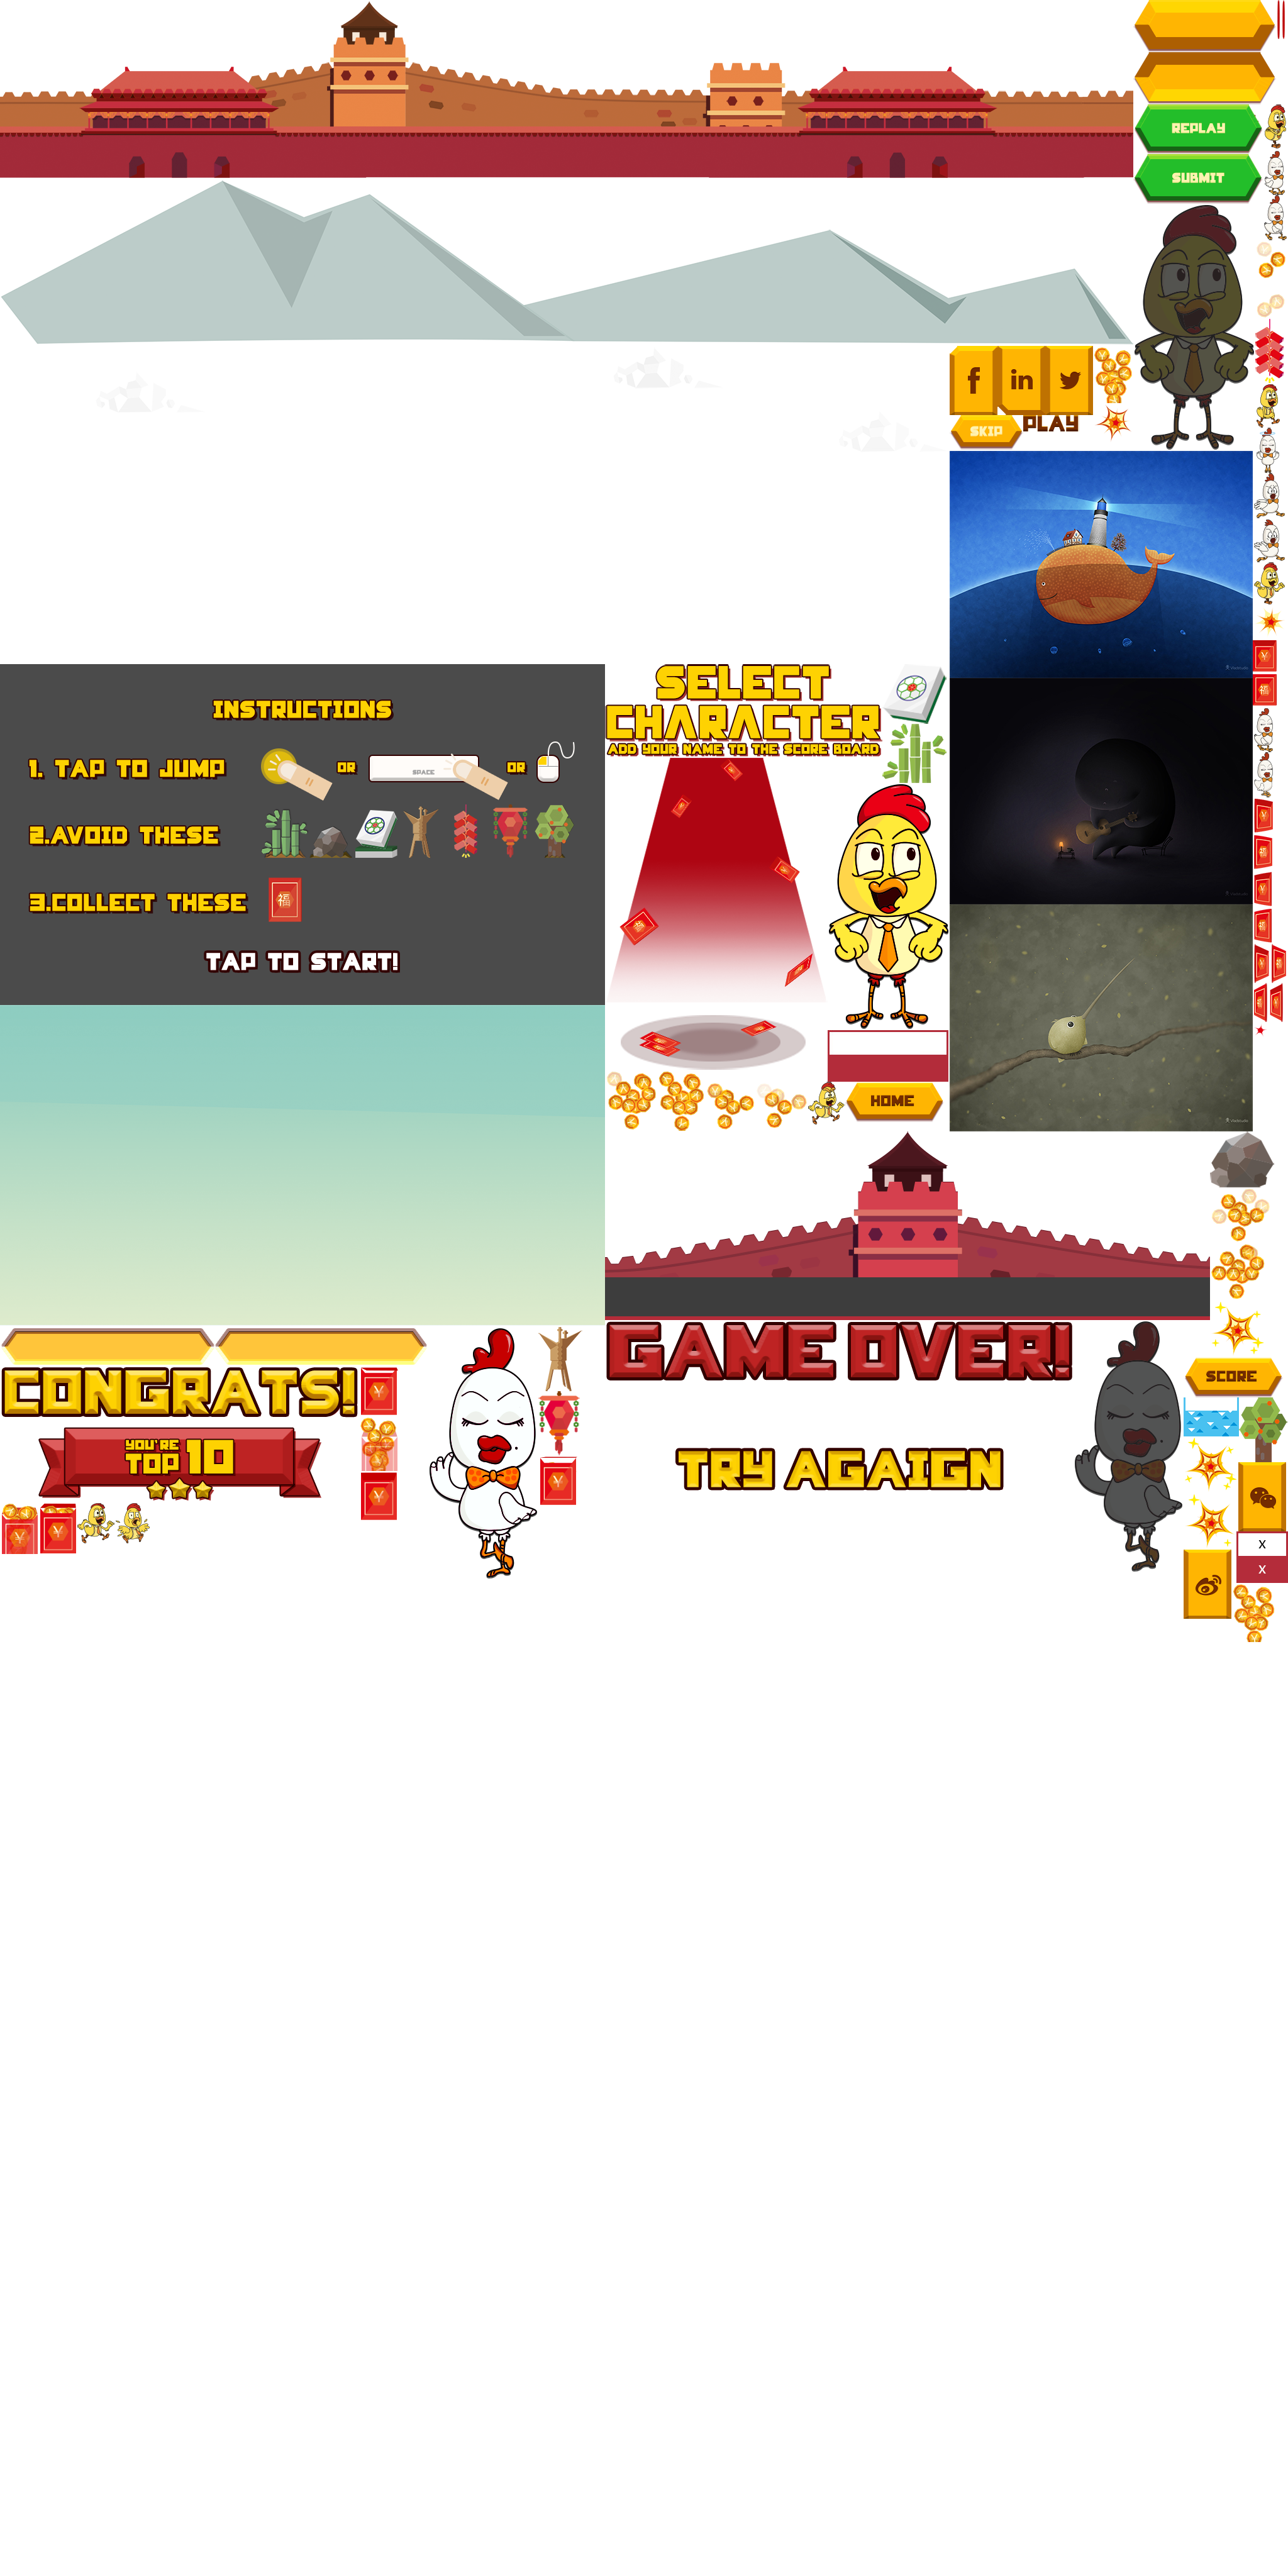 REPLAY
SUBMIT
f
in
SKIP
PLAY
INSTRUCTIONS
1. TAP TO JUMP
OR
SPACE
OR
2.AVOID THESE
3.COLLECT THESE
福
TAP TO START!
SELECT
CHARACTER
ADD YOUR NAME TO THE SCORE BOARD
HOME
CONGRATS!
YOU'RE
TOP 10
GAME OVER!
TRY AGAIGN
SCORE
X
X